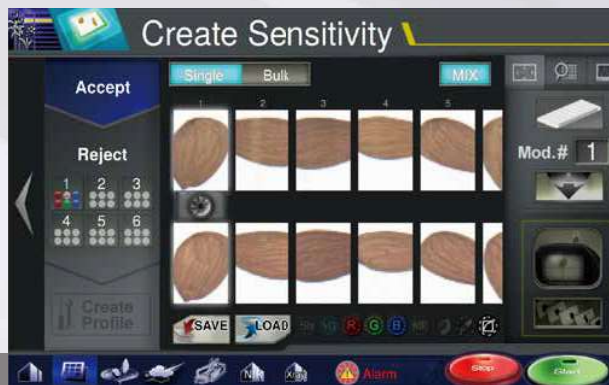 Create Sensitivity
Accept
Single Bulk MIX
1 2 3 4 5
Reject
1 2 3
4 5 6
Mod.# 1
Create
Profile
SAVE LOAD R G B
Alarm Stop Start